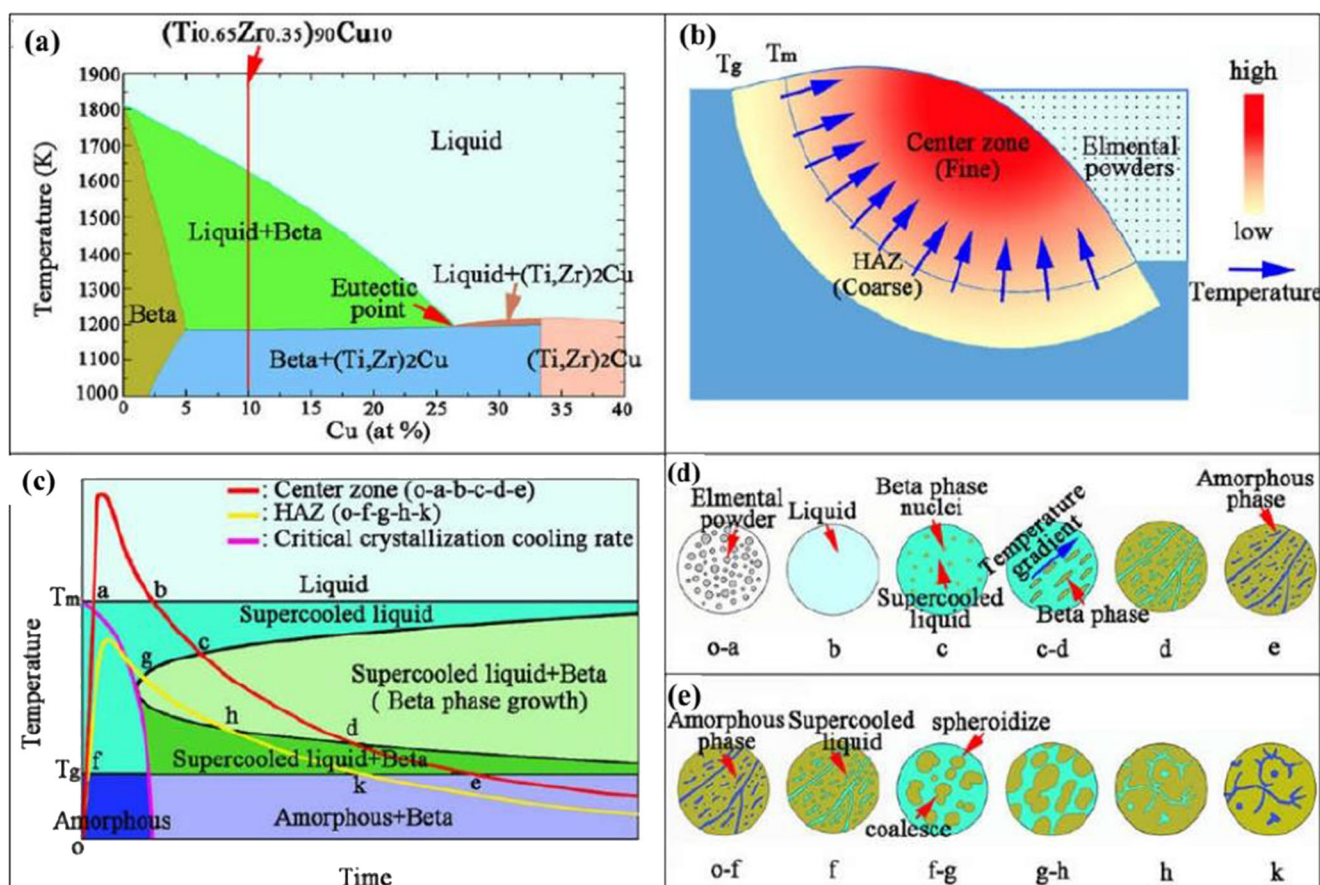 (a)
(Ti0.65Zr0.35)90Cu10
1900
1800
1700
1600
1500
1400
1300
1200
1100
1000
Temperature (K)
Liquid
Liquid+Beta
Liquid+(Ti,Zr)2Cu
Eutectic
point
Beta
Beta+(Ti,Zr)2Cu
(Ti,Zr)2Cu
0
5
10
15
20
25
30
35
40
Cu (at %)
(b)
Tg
Tm
Center zone
(Fine)
Elmental
powders
HAZ
(Coarse)
high
low
Temperature
(c)
: Center zone (o-a-b-c-d-e)
: HAZ (o-f-g-h-k)
: Critical crystallization cooling rate
Liquid
Tm
a
b
Supercooled liquid
g
c
Supercooled liquid+Beta
( Beta phase growth)
h
d
Temperature
Supercooled liquid+Beta
Tg
f
k
e
Amorphous
Amorphous+Beta
o
Time
(d)
Elmental
powder
Liquid
Beta phase
nuclei
Supercooled
liquid
Temperature
gradient
Beta phase
Amorphous
phase
o-a
b
c
c-d
d
e
(e)
Amorphous
phase
Supercooled
liquid
spheroidize
coalesce
o-f
f
f-g
g-h
h
k